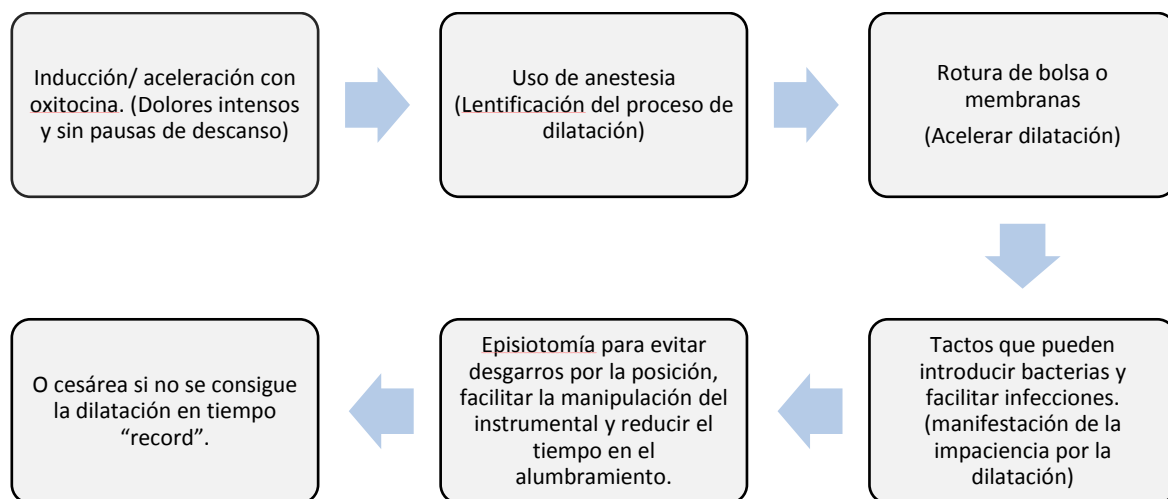 Inducción/ aceleración con
oxitocina. (Dolores intensos
y sin pausas de descanso)
Uso de anestesia
(Lentificación del proceso de
dilatación)
Rotura de bolsa o
membranas
(Acelerar dilatación)
Tactos que pueden
introducir bacterias y
facilitar infecciones.
(manifestación de la
impaciencia por la
dilatación)
Episiotomía para evitar
desgarros por la posición,
facilitar la manipulación del
instrumental y reducir el
tiempo en el
alumbramiento.
O cesárea si no se consigue
la dilatación en tiempo
“record”.